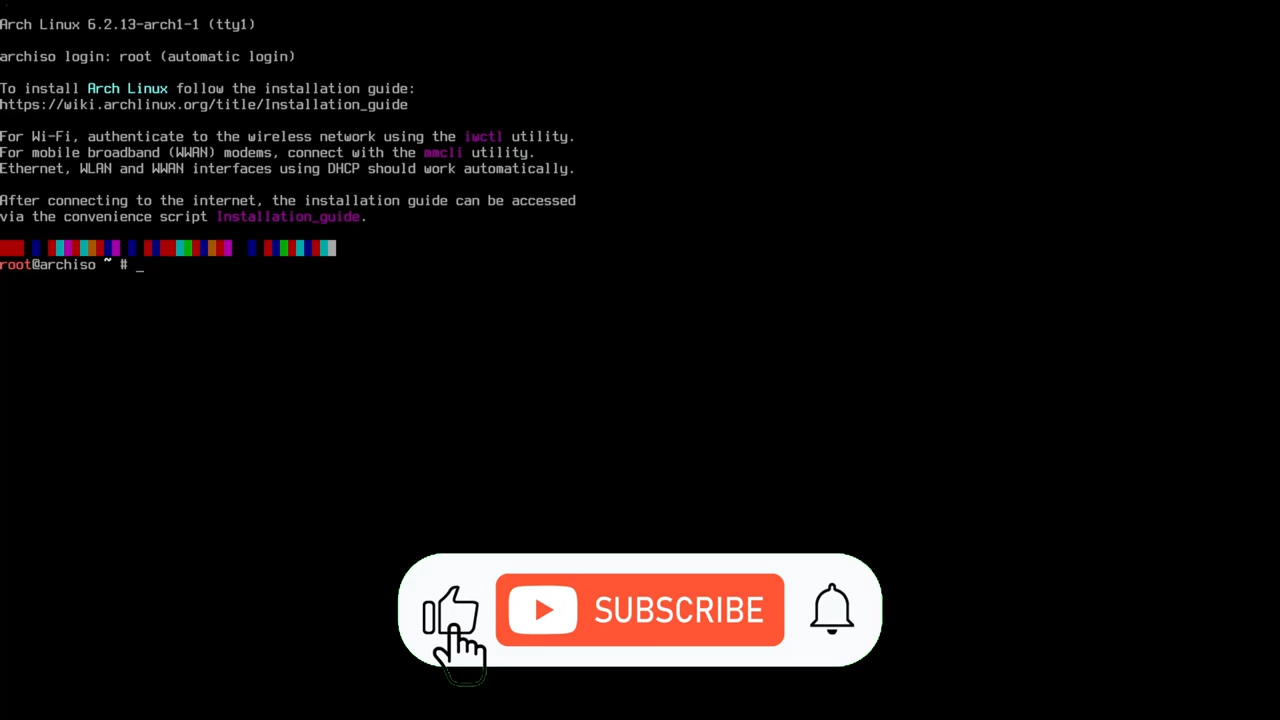 Arch Linux 6.2.13-arch1-1 (tty1)
archiso login: root (automatic login)
To install Arch Linux follow the installation guide:
https://wiki.archlinux.org/title/Installation_guide
For Wi-Fi, authenticate to the wireless network using the iwctl utility.
For mobile broadband (WWAN) modems, connect with the mmcli utility.
Ethernet, WLAN and WWAN interfaces using DHCP should work automatically.
After connecting to the internet, the installation guide can be accessed
via the convenience script Installation_guide.
root@archiso ~ # _
SUBSCRIBE